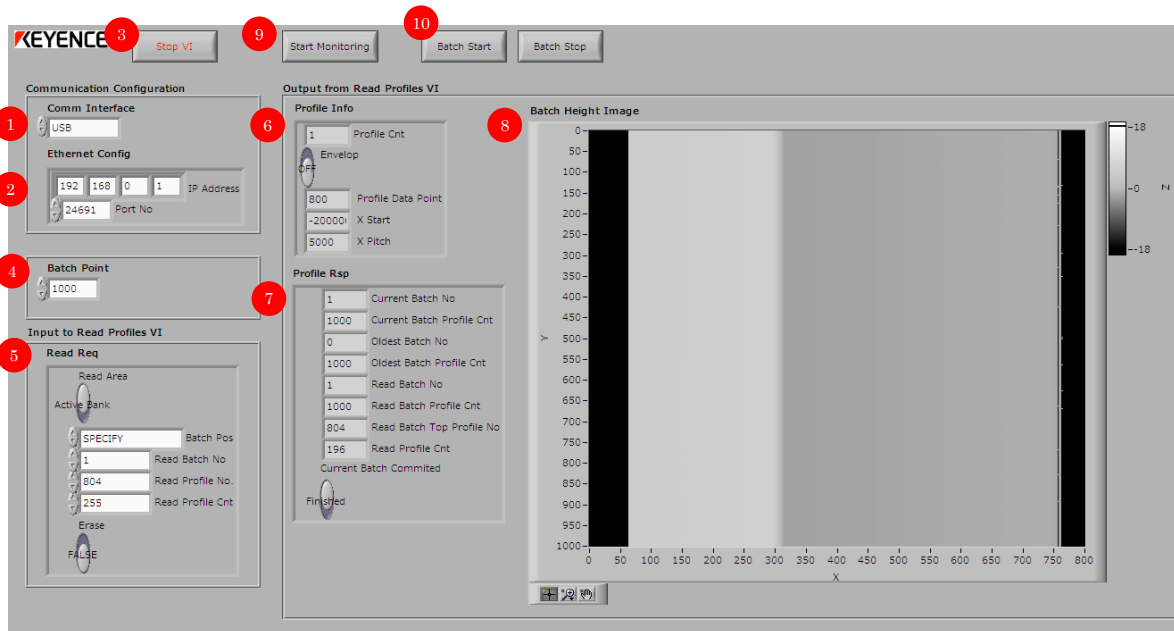 KEYENCE 3 Stop VI 9 Start Monitoring 10 Batch Start Batch Stop
Communication Configuration
Comm Interface
1 USB
Ethernet Config
2 192 168 0 1 IP Address
24691 Port No
4 Batch Point
1000
Input to Read Profiles VI
5 Read Req
Read Area
Active Bank
SPECIFY Batch Pos
1 Read Batch No
804 Read Profile No.
255 Read Profile Cnt
Erase
FALSE
Output from Read Profiles VI
6 Profile Info
1 Profile Cnt
Envelop
OFF
800 Profile Data Point
X Start
5000 X Pitch
7 Profile Rsp
1 Current Batch No
1000 Current Batch Profile Cnt
0 Oldest Batch No
1000 Oldest Batch Profile Cnt
1 Read Batch No
1000 Read Batch Profile Cnt
804 Read Batch Top Profile No
196 Read Profile Cnt
Current Batch Commited
Finished
8 Batch Height Image
0
50
100
150
200
250
300
350
400
450
Y 500
550
600
650
700
750
800
850
900
950
1000
0 50 100 150 200 250 300 350 400 450 500 550 600 650 700 750 800
X
18
0 Z
-18